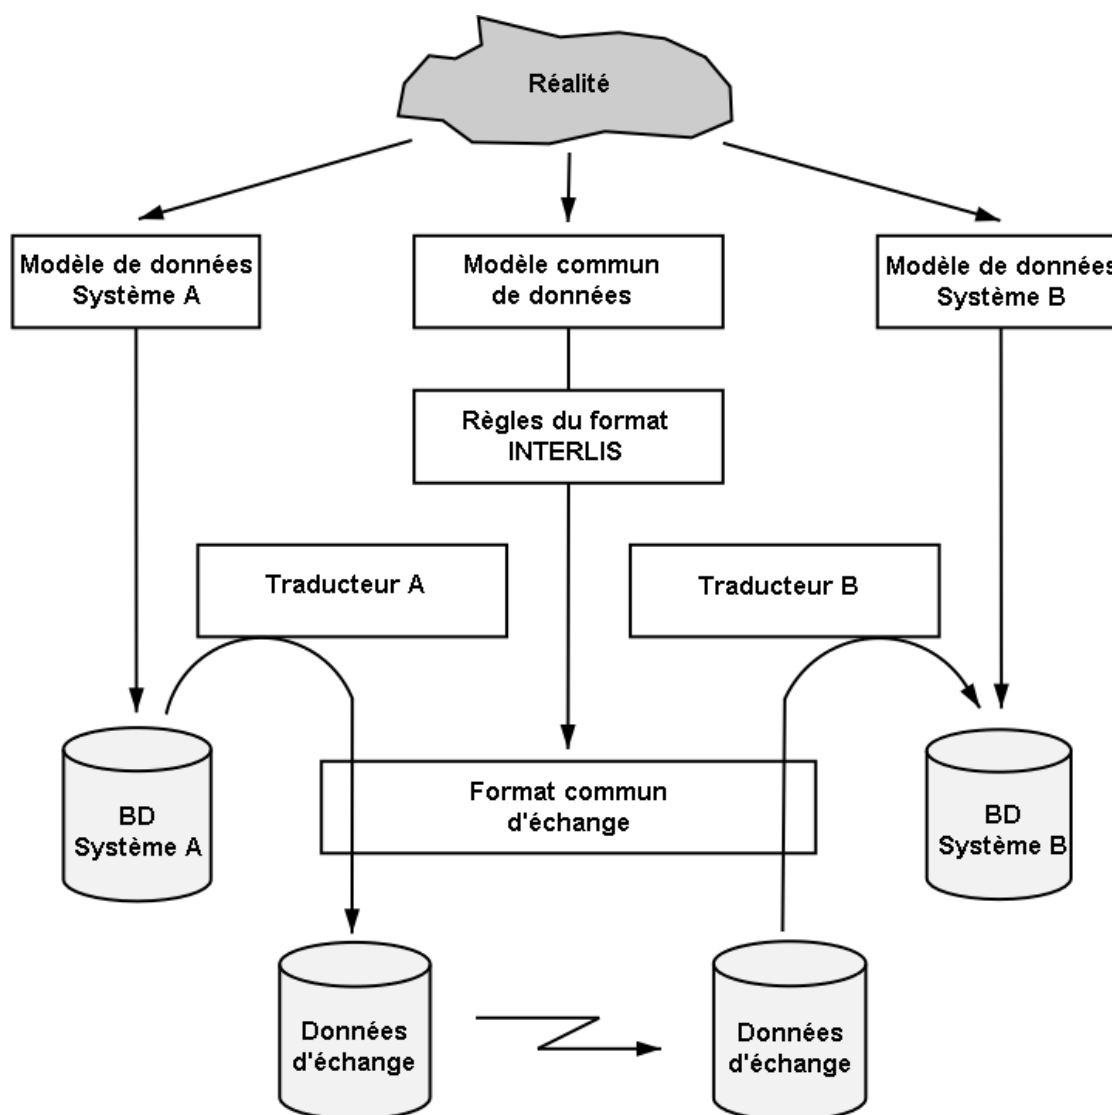 Réalité
Modèle de données
Système A
Modèle commun
de données
Modèle de données
Système B
Règles du format
INTERLIS
Traducteur A
Traducteur B
Format commun
d'échange
BD
Système A
BD
Système B
Données
d'échange
Données
d'échange